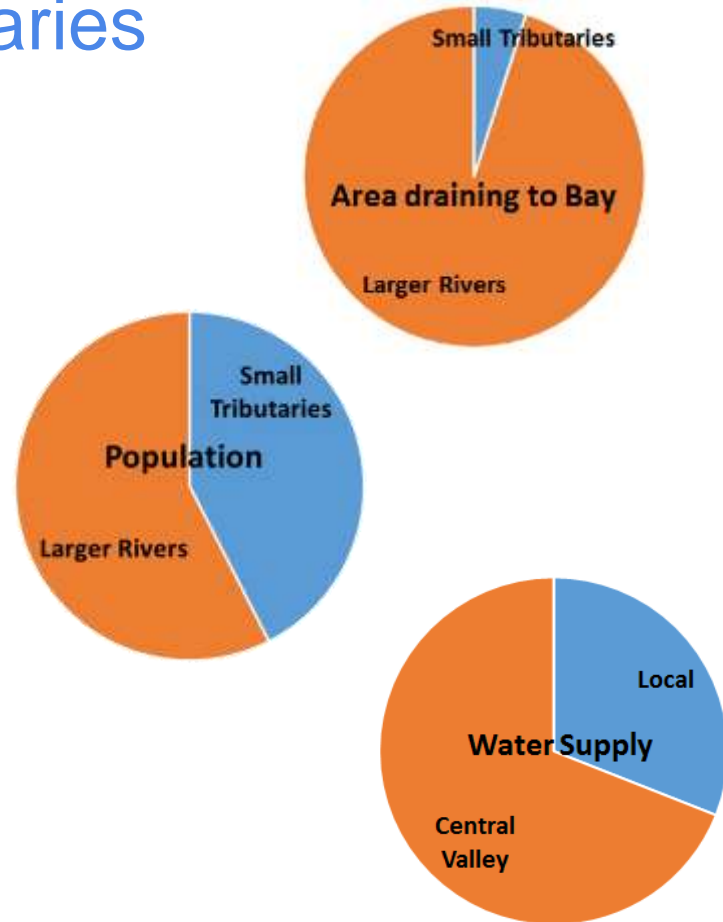 aries
Small Tributaries
Area draining to Bay
Larger Rivers
Small
Tributaries
Population
Larger Rivers
Local
Water Supply
Central
Valley